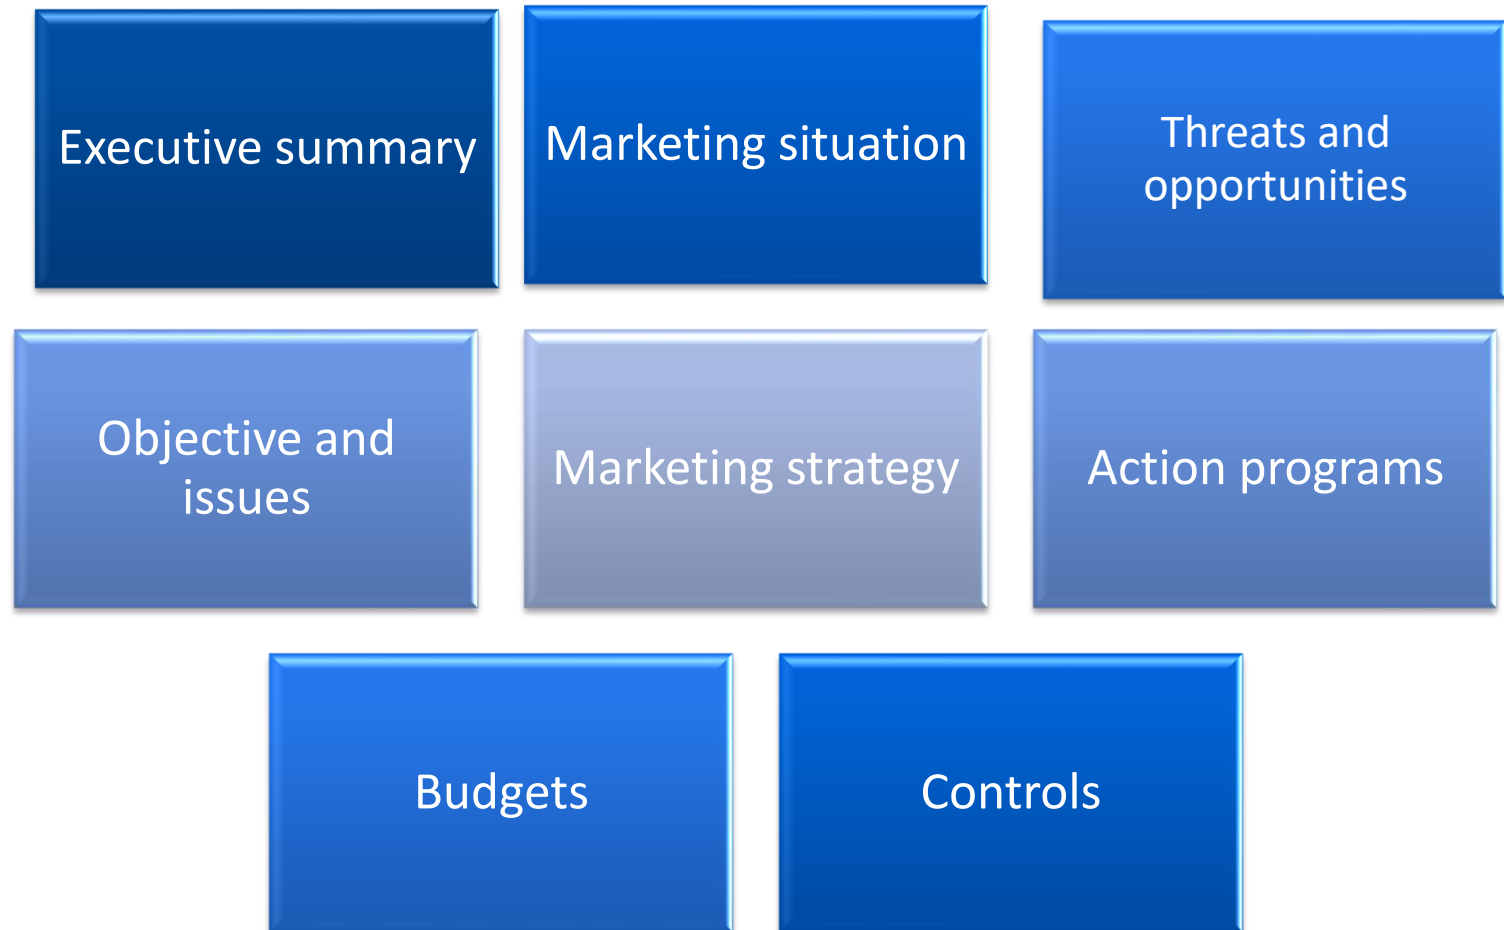 Executive summary
Marketing situation
Threats and
opportunities
Objective and
issues
Marketing strategy
Action programs
Budgets
Controls